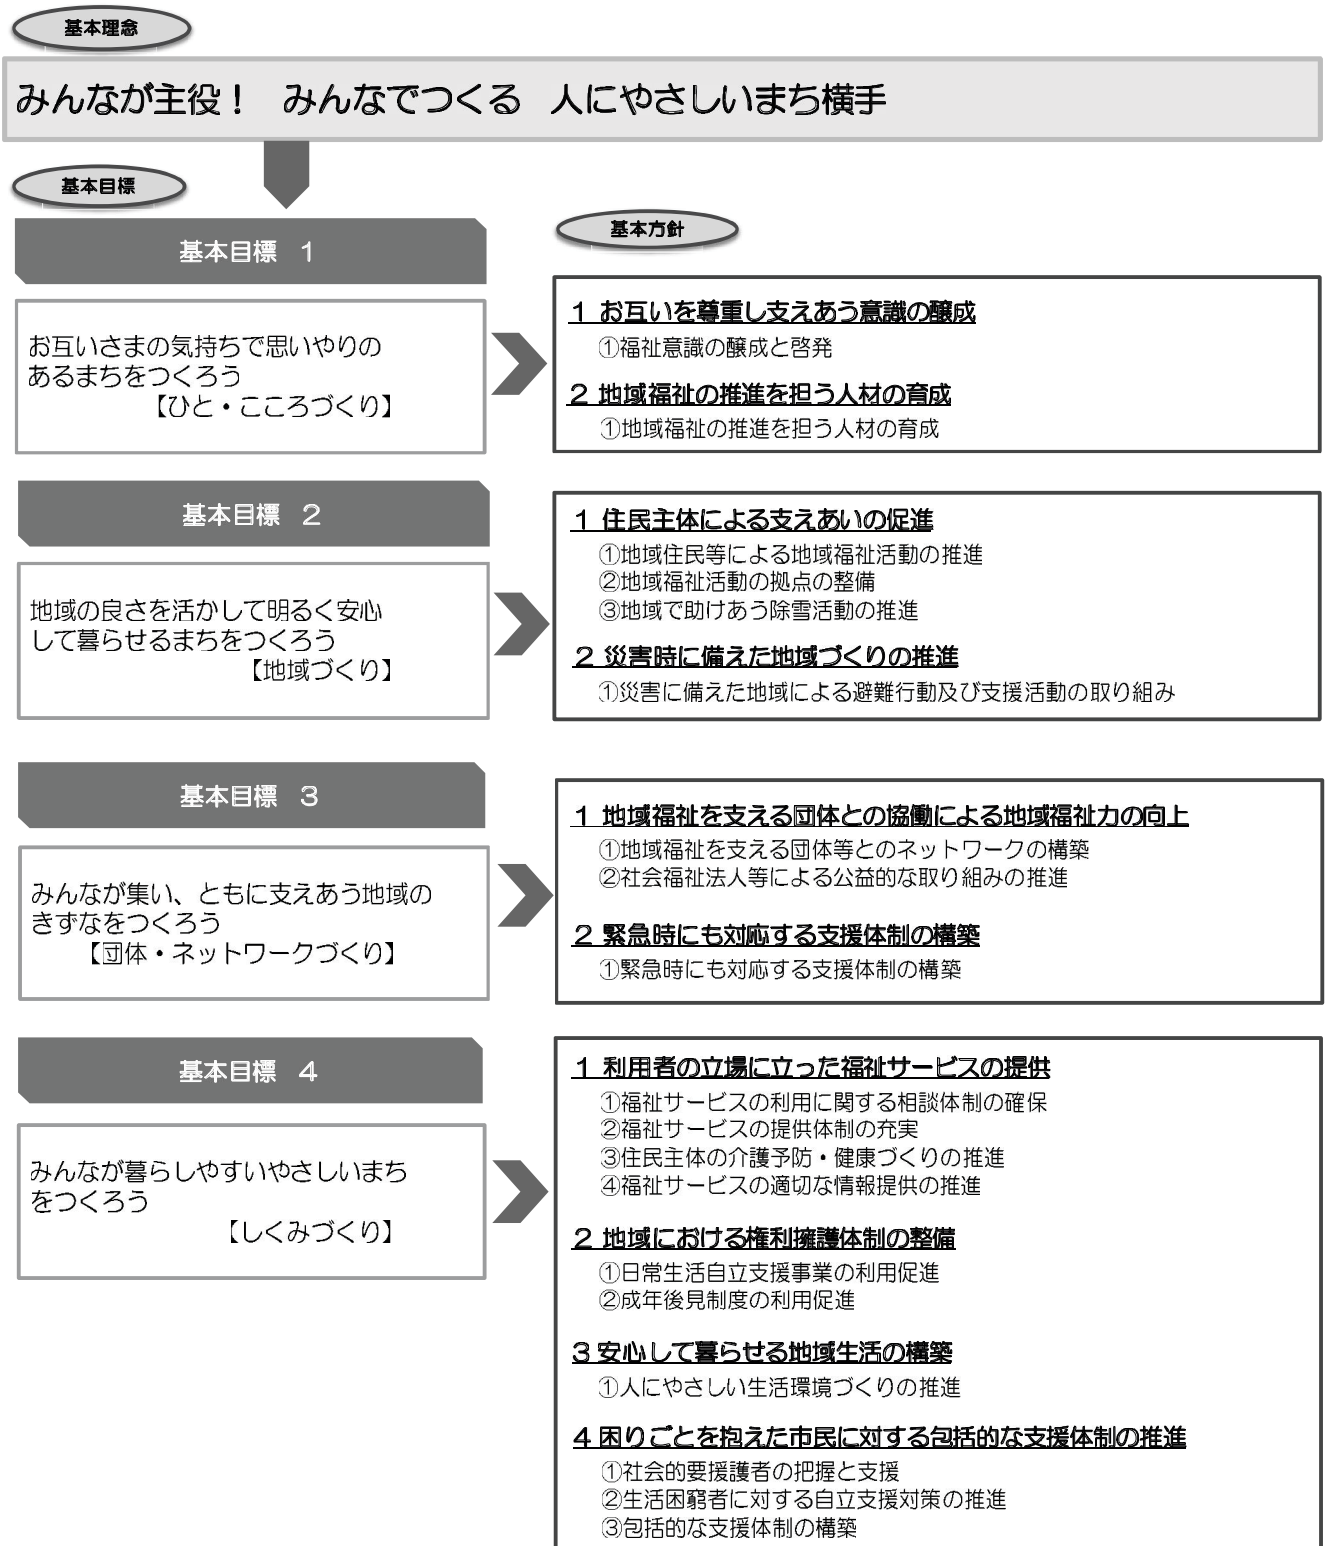 基本理念
みんなが主役！　みんなでつくる　人にやさしいまち横手
基本目標
基本目標　1
お互いさまの気持ちで思いやりの
あるまちをつくろう
【ひと・こころづくり】
基本方針
1 お互いを尊重し支えあう意識の醸成
①福祉意識の醸成と啓発
2 地域福祉の推進を担う人材の育成
①地域福祉の推進を担う人材の育成
基本目標　2
地域の良さを活かして明るく安心
して暮らせるまちをつくろう
【地域づくり】
1 住民主体による支えあいの促進
①地域住民等による地域福祉活動の推進
②地域福祉活動の拠点の整備
③地域で助けあう除雪活動の推進
2 災害時に備えた地域づくりの推進
①災害に備えた地域による避難行動及び支援活動の取り組み
基本目標　3
みんなが集い、ともに支えあう地域の
きずなをつくろう
【団体・ネットワークづくり】
1 地域福祉を支える団体との協働による地域福祉力の向上
①地域福祉を支える団体等とのネットワークの構築
②社会福祉法人等による公益的な取り組みの推進
2 緊急時にも対応する支援体制の構築
①緊急時にも対応する支援体制の構築
基本目標　4
みんなが暮らしやすいやさしいまち
をつくろう
【しくみづくり】
1 利用者の立場に立った福祉サービスの提供
①福祉サービスの利用に関する相談体制の確保
②福祉サービスの提供体制の充実
③住民主体の介護予防・健康づくりの推進
④福祉サービスの適切な情報提供の推進
2 地域における権利擁護体制の整備
①日常生活自立支援事業の利用促進
②成年後見制度の利用促進
3 安心して暮らせる地域生活の構築
①人にやさしい生活環境づくりの推進
4 困りごとを抱えた市民に対する包括的な支援体制の推進
①社会的要援護者の把握と支援
②生活困窮者に対する自立支援対策の推進
③包括的な支援体制の構築